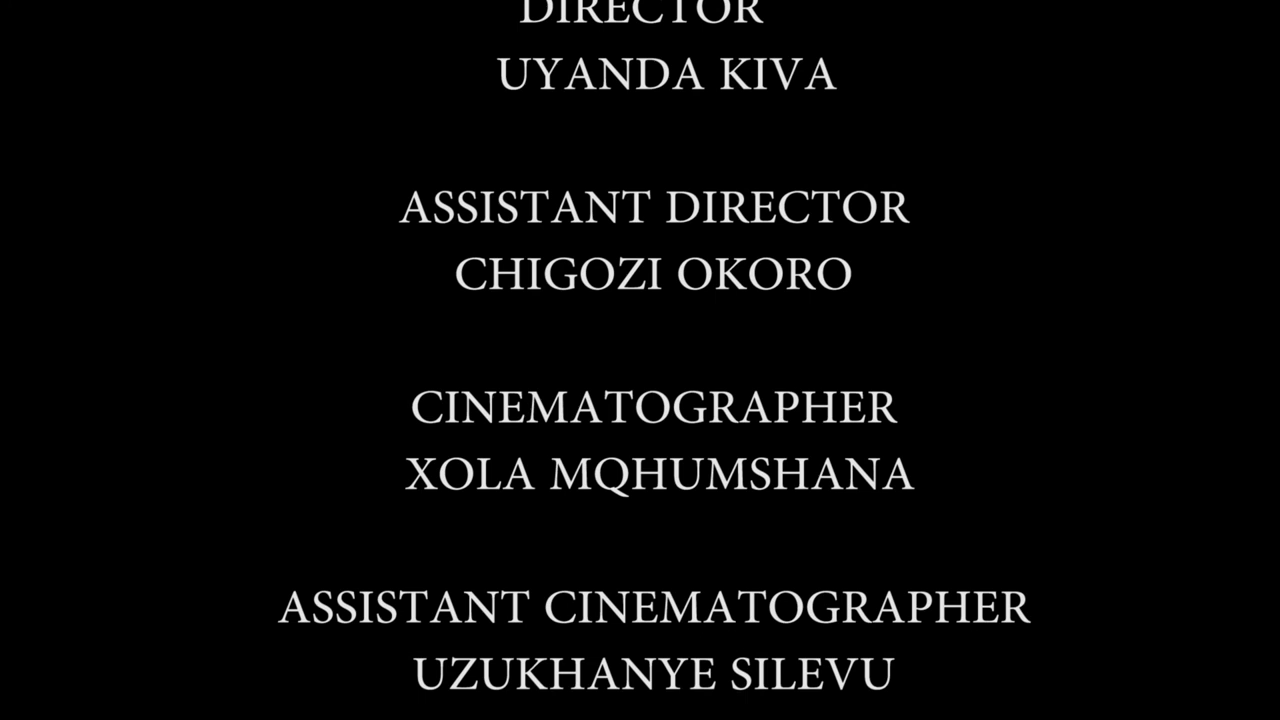 DIRECTOR
UYANDA KIVA
ASSISTANT DIRECTOR
CHIGOZI OKORO
CINEMATOGRAPHER
XOLA MQHUMSHANA
ASSISTANT CINEMATOGRAPHER
UZUKHANYE SILEVU